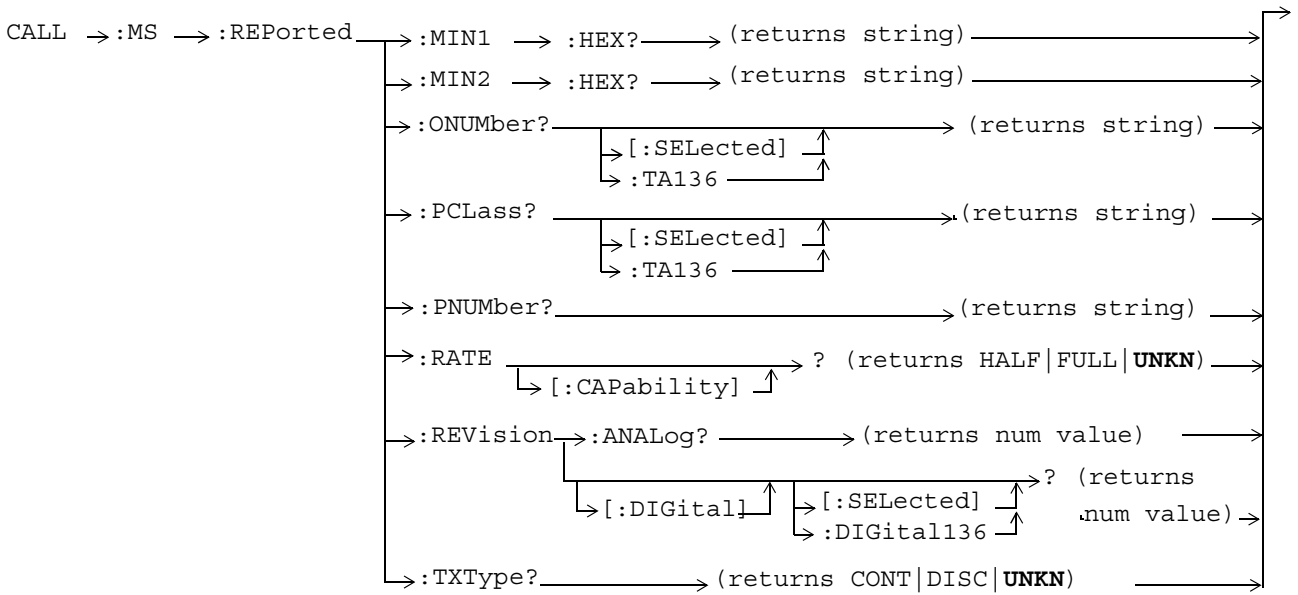 CALL :MS :REPorted :MIN1 :HEX? (returns string)
:MIN2 :HEX? (returns string)
:ONUMber? (returns string)
[:SELected]
:TA136
:PCLass? (returns string)
[:SELected]
:TA136
:PNUMber? (returns string)
:RATE ? (returns HALF|FULL|UNKN)
[:CAPability]
:REVision :ANALog? (returns num value)
? (returns
[:DIGital] [:SELected] num value)
:DIGital136
:TXType? (returns CONT|DISC|UNKN)